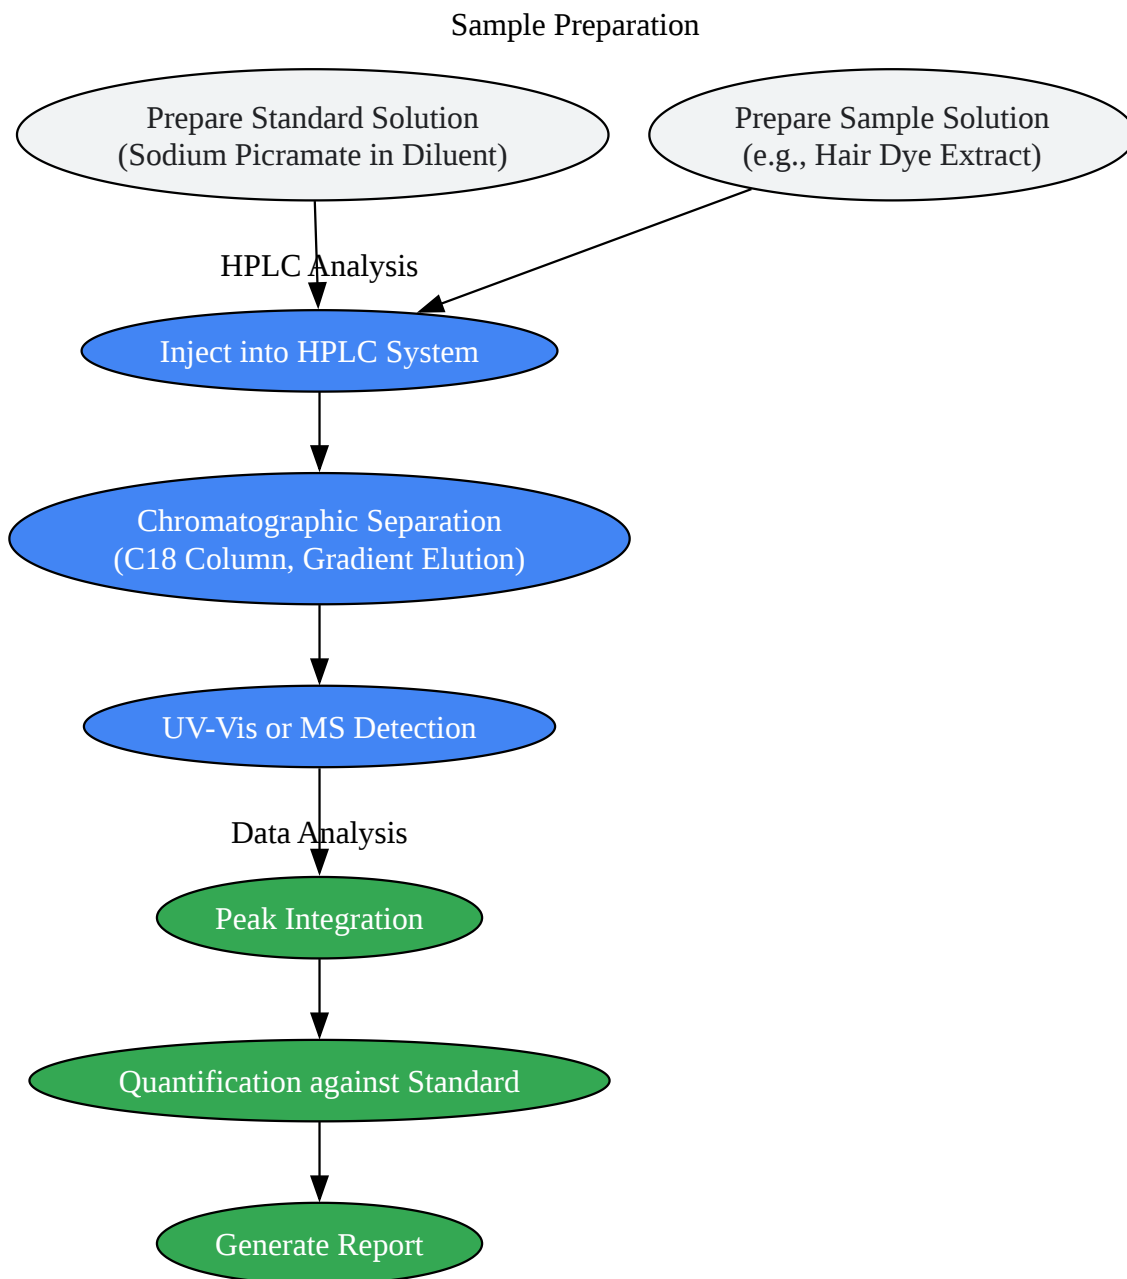 Sample Preparation
Prepare Standard Solution
(Sodium Picramate in Diluent)
Prepare Sample Solution
(e.g., Hair Dye Extract)
HPLC Analysis
Inject into HPLC System
Chromatographic Separation
(C18 Column, Gradient Elution)
UV-Vis or MS Detection
Data Analysis
Peak Integration
Quantification against Standard
Generate Report